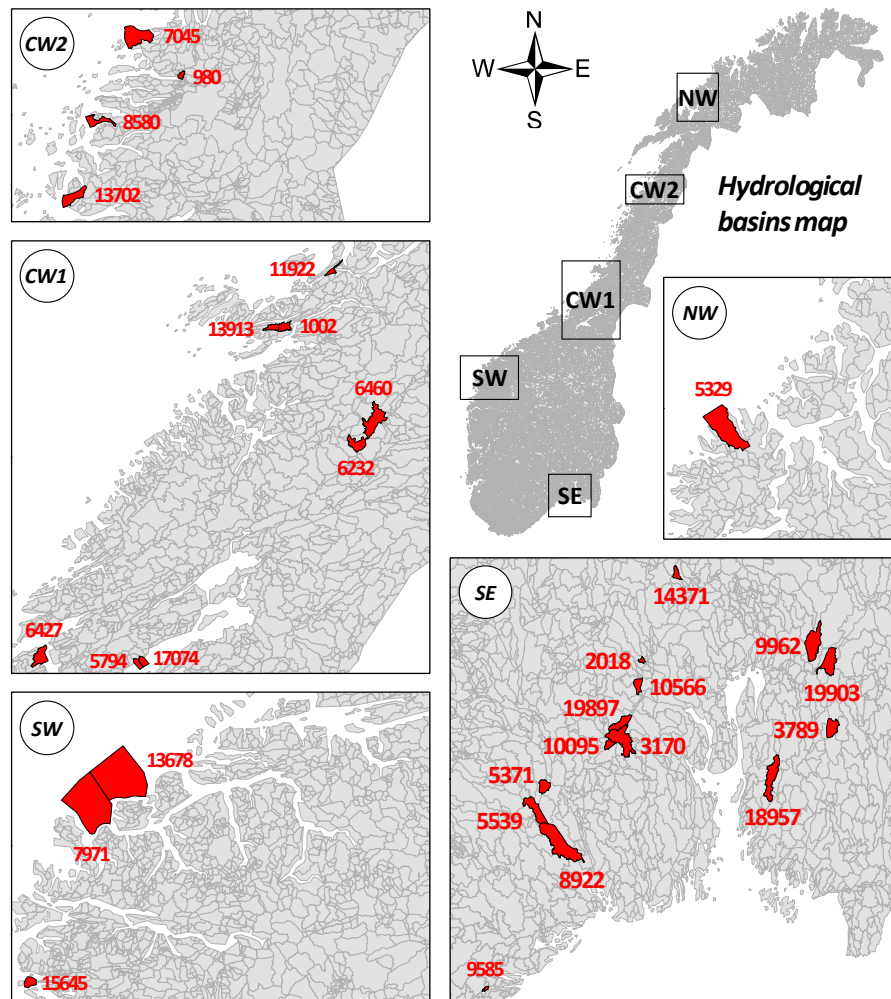 CW2
7045
980
8580
13702
N
W
E
S
NW
CW2
CW1
SW
SE
Hydrological
basins map
CW1
11922
13913
1002
6460
6232
6427
5794
17074
NW
5329
SW
13678
7971
15645
SE
14371
9962
2018
10566
19903
19897
3789
10095
3170
5371
18957
5539
8922
9585